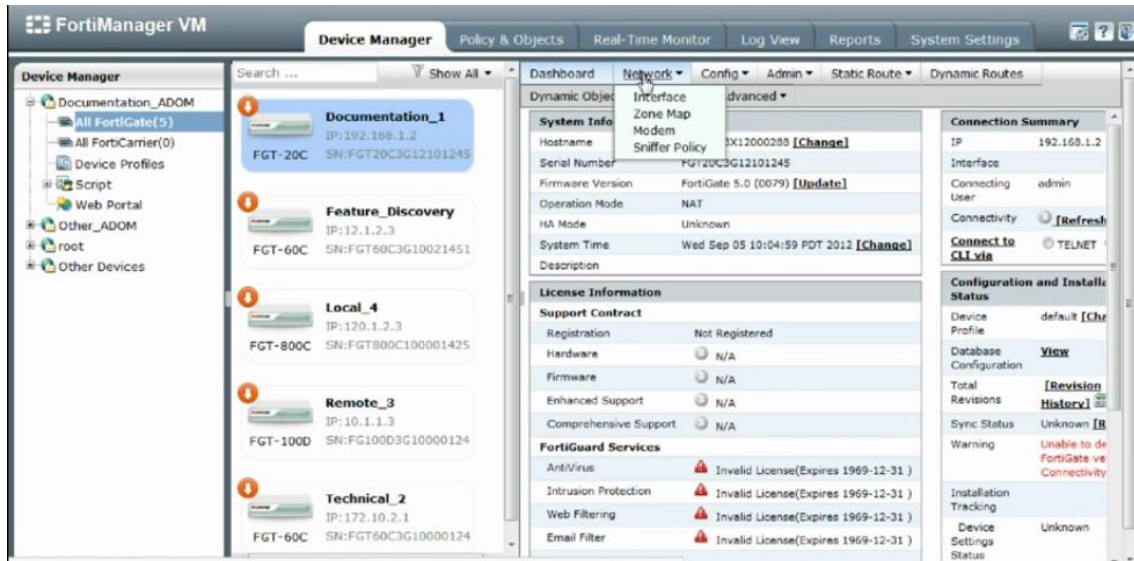 FortiManager VM
Device Manager
Policy & Objects
Real-Time Monitor
Log View
Reports
System Settings
Device Manager
Documentation_ADOM
All FortiGate(5)
All FortiCarrier(0)
Device Profiles
Script
Web Portal
Other_ADOM
root
Other Devices
Search ...
Show All
Documentation_1
IP:192.168.1.2
FGT-20C SN:FGT20C3G12101245
Feature_Discovery
IP:12.1.2.3
FGT-60C SN:FGT60C3G10021451
Local_4
IP:120.1.2.3
FGT-800C SN:FGT800C100001425
Remote_3
IP:10.1.1.3
FGT-100D SN:FG100D3G10000124
Technical_2
IP:172.10.2.1
FGT-60C SN:FGT60C3G10000124
Dashboard Network Config Admin Static Route Dynamic Routes
Dynamic Objec dvanced
Interface
Zone Map
Modem
Sniffer Policy
System Info
Hostname X12000288 [Change]
Serial Number FGT20C3G12101245
Firmware Version FortiGate 5.0 (0079) [Update]
Operation Mode NAT
HA Mode Unknown
System Time Wed Sep 05 10:04:59 PDT 2012 [Change]
Description
License Information
Support Contract
Registration Not Registered
Hardware N/A
Firmware N/A
Enhanced Support N/A
Comprehensive Support N/A
FortiGuard Services
AntiVirus Invalid License(Expires 1969-12-31 )
Intrusion Protection Invalid License(Expires 1969-12-31 )
Web Filtering Invalid License(Expires 1969-12-31 )
Email Filter Invalid License(Expires 1969-12-31 )
Connection Summary
IP 192.168.1.2
Interface
Connecting admin
User
Connectivity [Refresh
Connect to TELNET
CLI via
Configuration and Installa
Status
Device default [Cha
Profile
Database View
Configuration
Total [Revision
Revisions History]
Sync Status Unknown [R
Warning Unable to de
FortiGate ve
Connectivity
Installation
Tracking
Device Unknown
Settings
Status